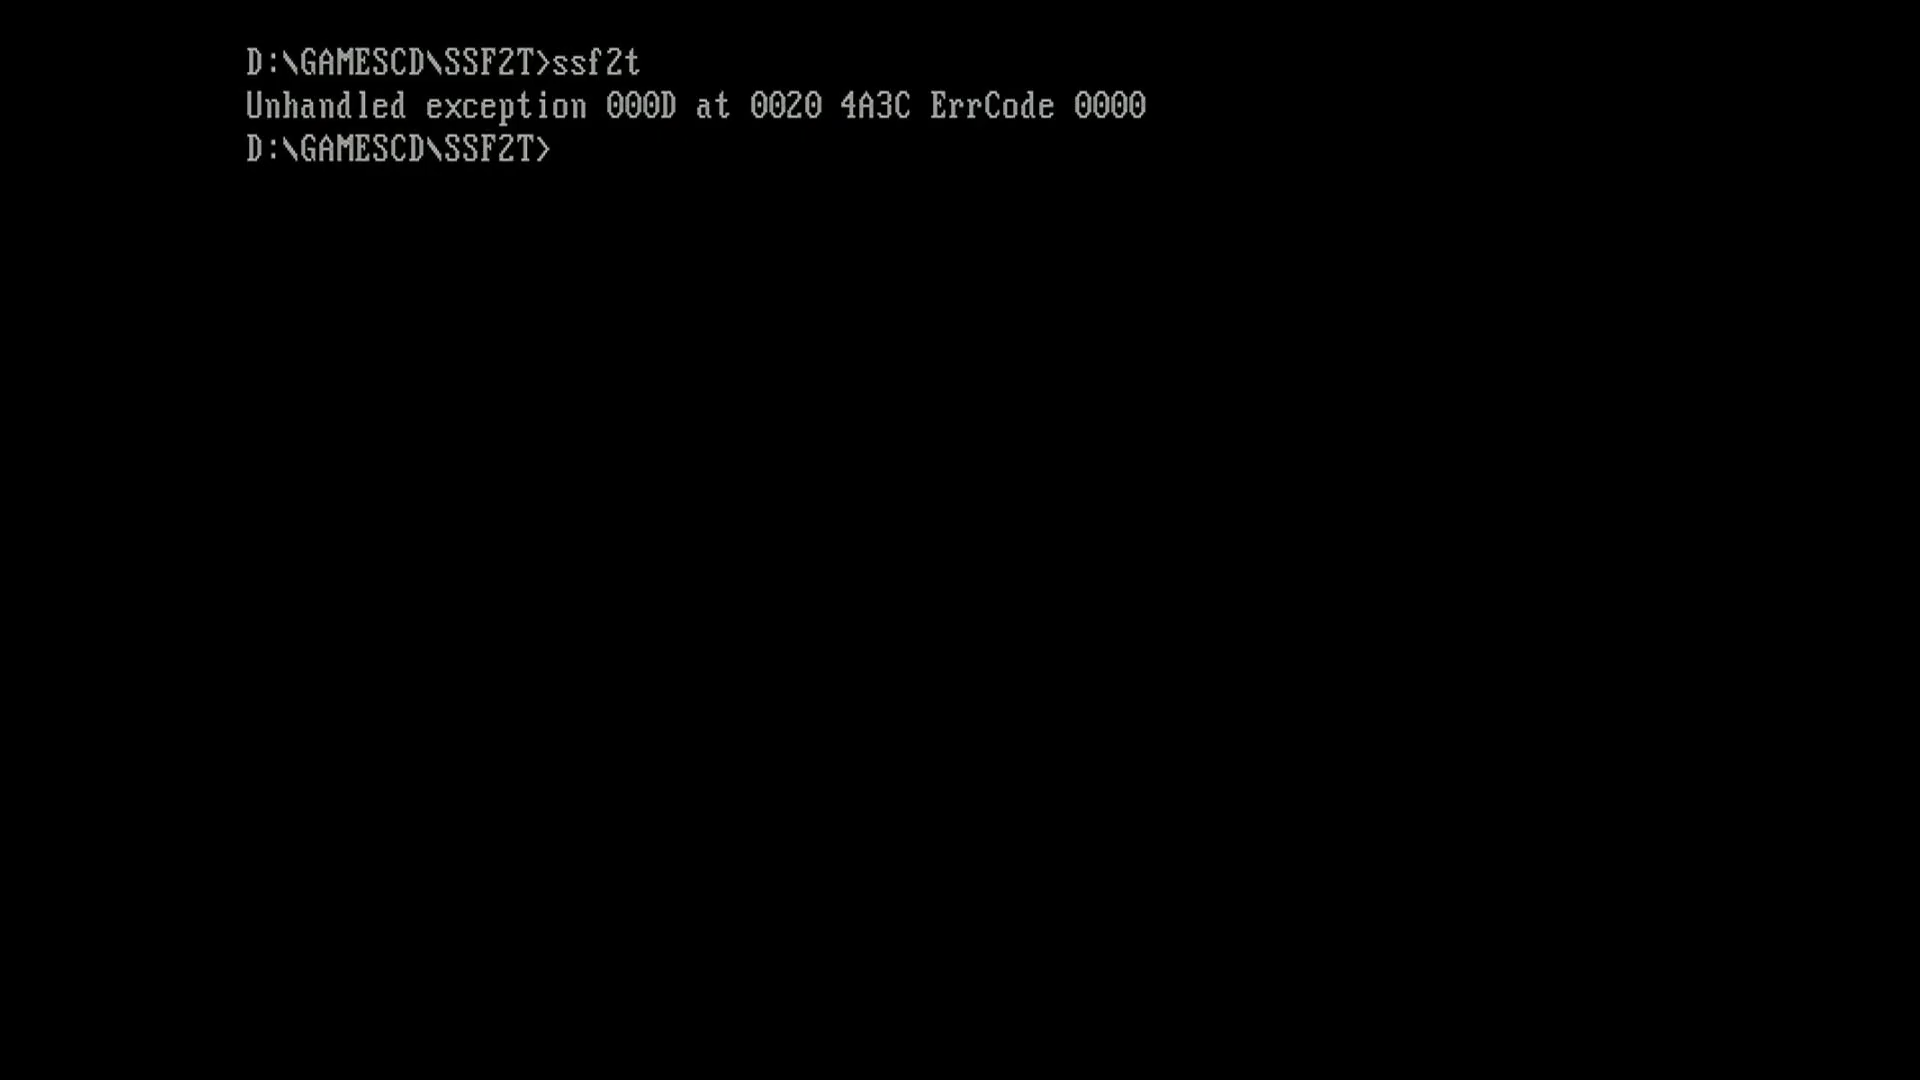 D:\GAMESCD\SSF2T>ssf2t
Unhandled exception 000D at 0020 4A3C ErrCode 0000
D:\GAMESCD\SSF2T>